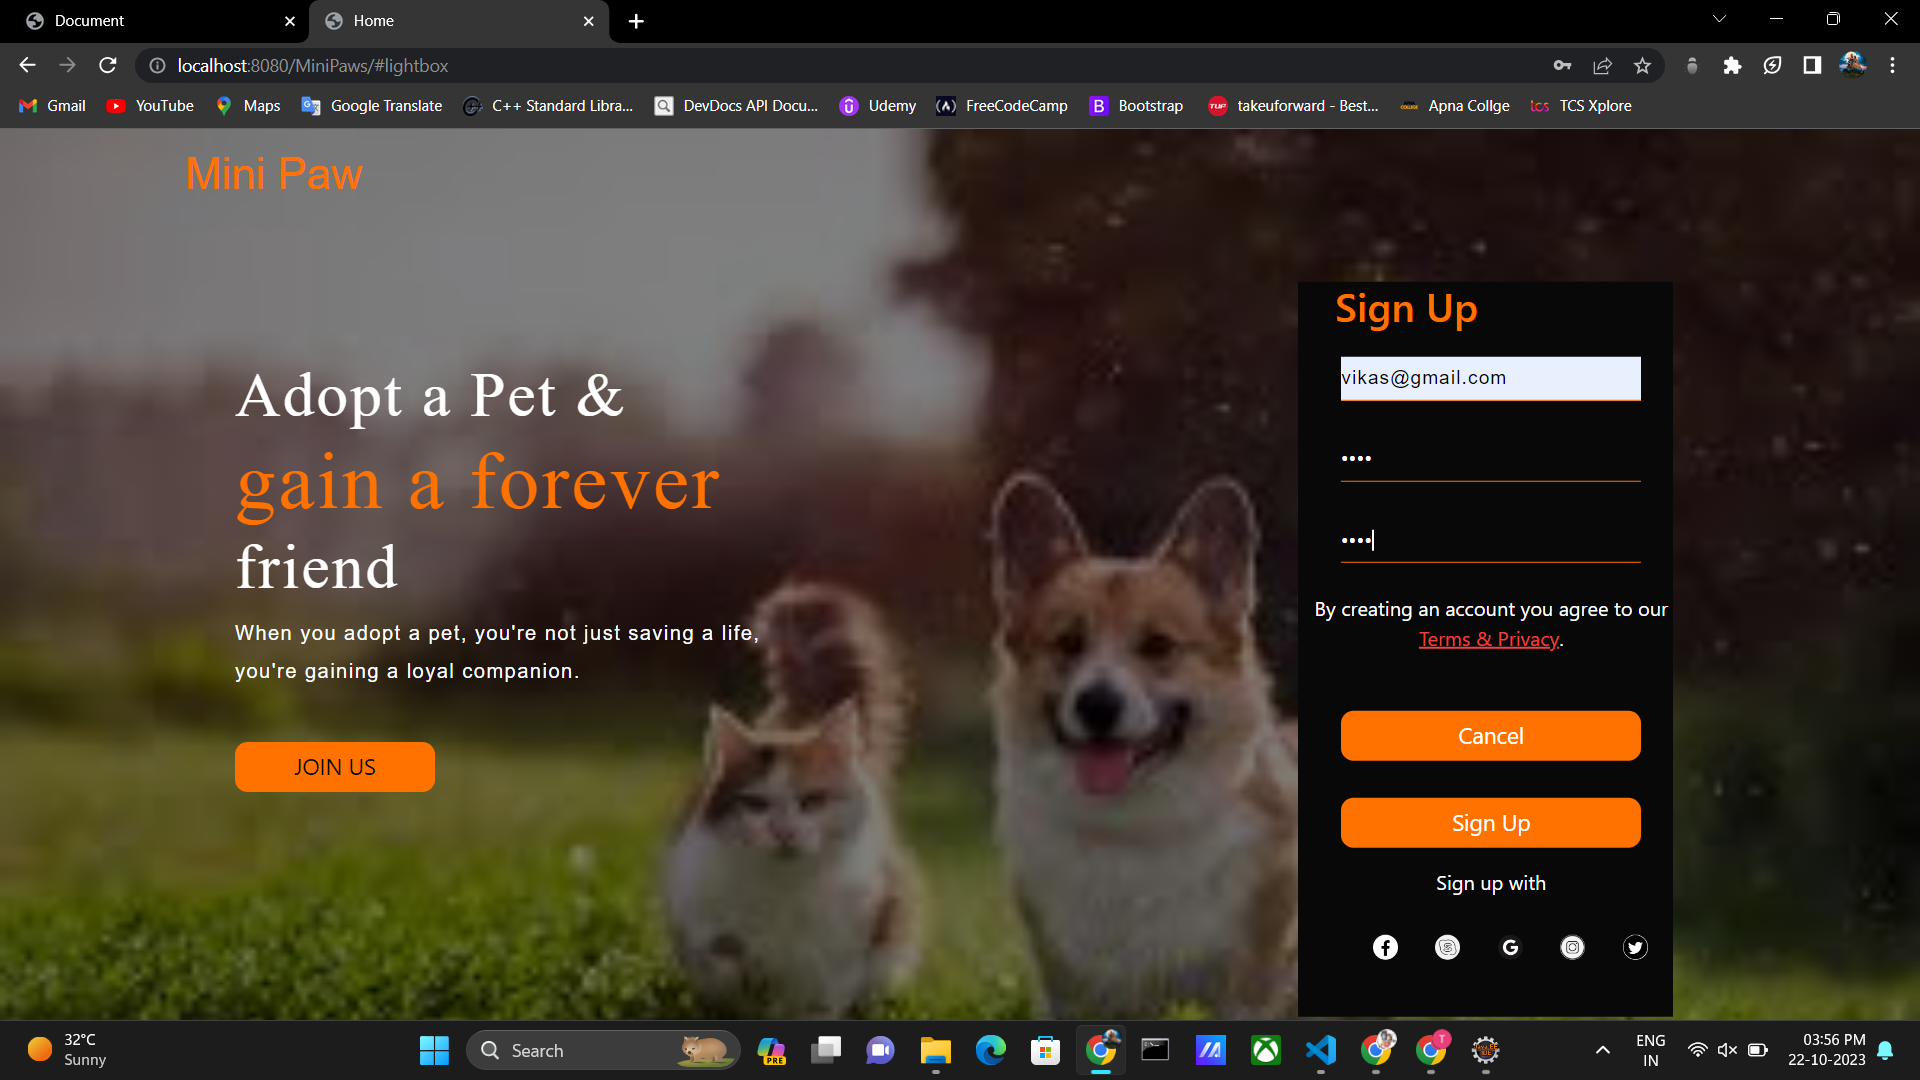 Document
Home
localhost:8080/MiniPaws/#lightbox
Gmail YouTube Maps Google Translate C++ Standard Libra... DevDocs API Docu... Udemy FreeCodeCamp Bootstrap takeuforward - Best... Apna Collge TCS Xplore
Mini Paw
Adopt a Pet &
gain a forever
friend
When you adopt a pet, you're not just saving a life,
you're gaining a loyal companion.
JOIN US
Sign Up
vikas@gmail.com
••••
••••
By creating an account you agree to our
Terms & Privacy.
Cancel
Sign Up
Sign up with
32°C
Sunny
Search
PRE
T
ENG
IN
03:56 PM
22-10-2023